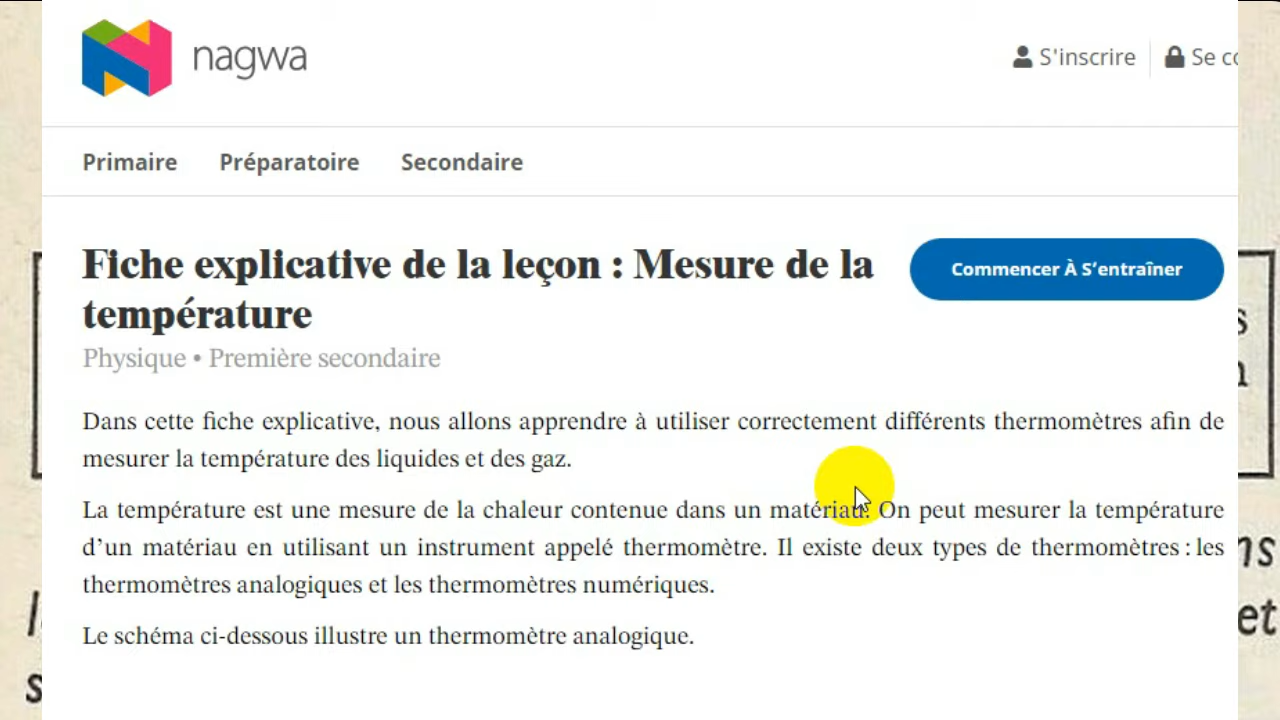 nagwa
S'inscrire
Se
Primaire Préparatoire Secondaire
Fiche explicative de la leçon : Mesure de la
température
Commencer À S'entraîner
Physique • Première secondaire
Dans cette fiche explicative, nous allons apprendre à utiliser correctement différents thermomètres afin de
mesurer la température des liquides et des gaz.
La température est une mesure de la chaleur contenue dans un matériau. On peut mesurer la température
d’un matériau en utilisant un instrument appelé thermomètre. Il existe deux types de thermomètres : les
thermomètres analogiques et les thermomètres numériques.
Le schéma ci-dessous illustre un thermomètre analogique.
et